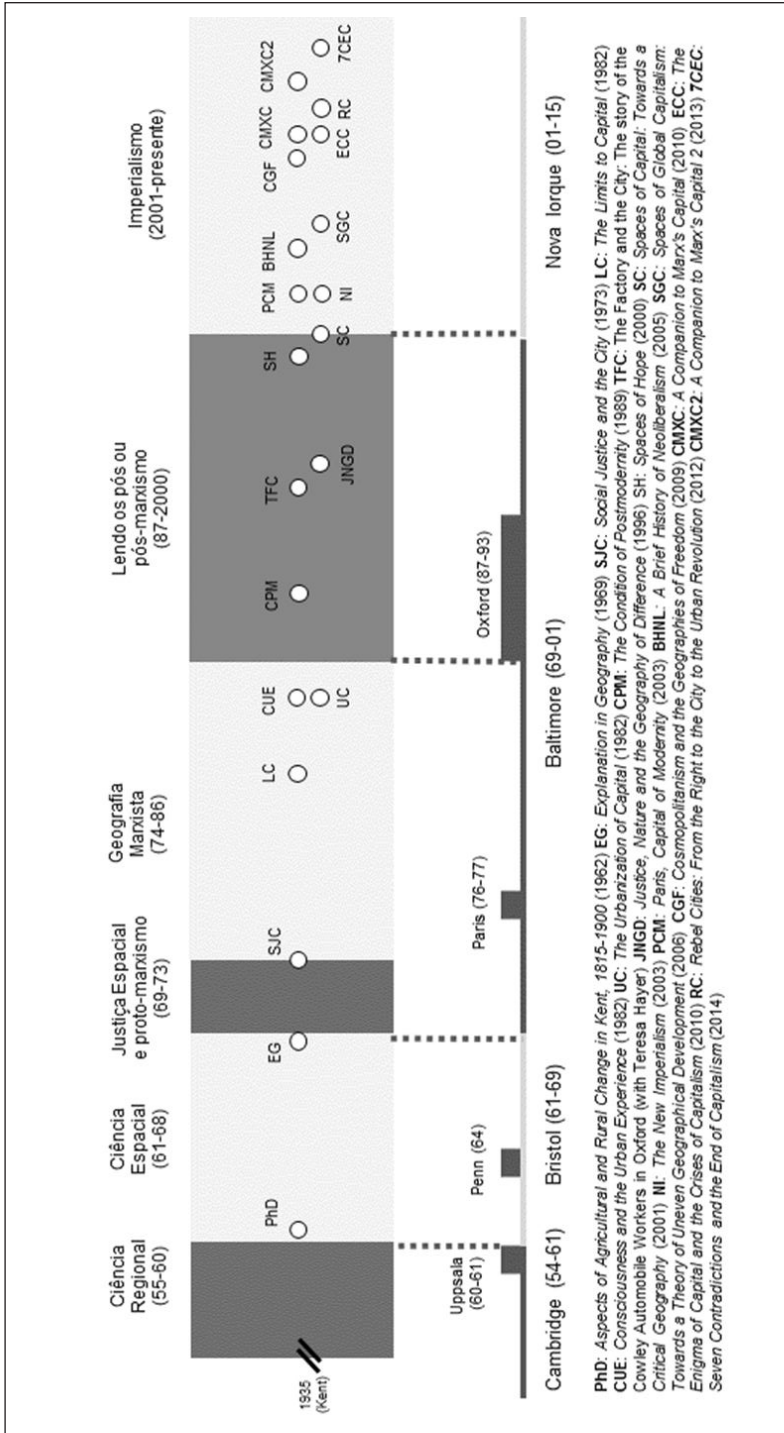 Ciência
Regional
(55-60)
Ciência
Espacial
(61-68)
Justiça Espacial
e proto-marxismo
(69-73)
Geografia
Marxista
(74-86)
Lendo os pós ou
pós-marxismo
(87-2000)
Imperialismo
(2001-presente)
1935
(Kent)
PhD
EG
SJC
LC
CUE
UC
CPM
TFC
JNGD
SH
SC
PCM
NI
BHNL
SGC
CGF
CMXC
ECC
RC
CMXC2
7CEC
Uppsala
(60-61)
Penn (64)
Paris (76-77)
Oxford (87-93)
Cambridge (54-61)
Bristol (61-69)
Baltimore (69-01)
Nova Iorque (01-15)
PhD: Aspects of Agricultural and Rural Change in Kent, 1815-1900 (1962) EG: Explanation in Geography (1969) SJC: Social Justice and the City (1973) LC: The Limits to Capital (1982)
CUE: Consciousness and the Urban Experience (1982) UC: The Urbanization of Capital (1982) CPM: The Condition of Postmodernity (1989) TFC: The Factory and the City: The story of the
Cowley Automobile Workers in Oxford (with Teresa Hayer) JNGD: Justice, Nature and the Geography of Difference (1996) SH: Spaces of Hope (2000) SC: Spaces of Capital: Towards a
Critical Geography (2001) NI: The New Imperialism (2003) PCM: Paris, Capital of Modernity (2003) BHNL: A Brief History of Neoliberalism (2005) SGC: Spaces of Global Capitalism:
Towards a Theory of Uneven Geographical Development (2006) CGF: Cosmopolitanism and the Geographies of Freedom (2009) CMXC: A Companion to Marx's Capital (2010) ECC: The
Enigma of Capital and the Crises of Capitalism (2010) RC: Rebel Cities: From the Right to the City to the Urban Revolution (2012) CMXC2: A Companion to Marx's Capital 2 (2013) 7CEC:
Seven Contradictions and the End of Capitalism (2014)